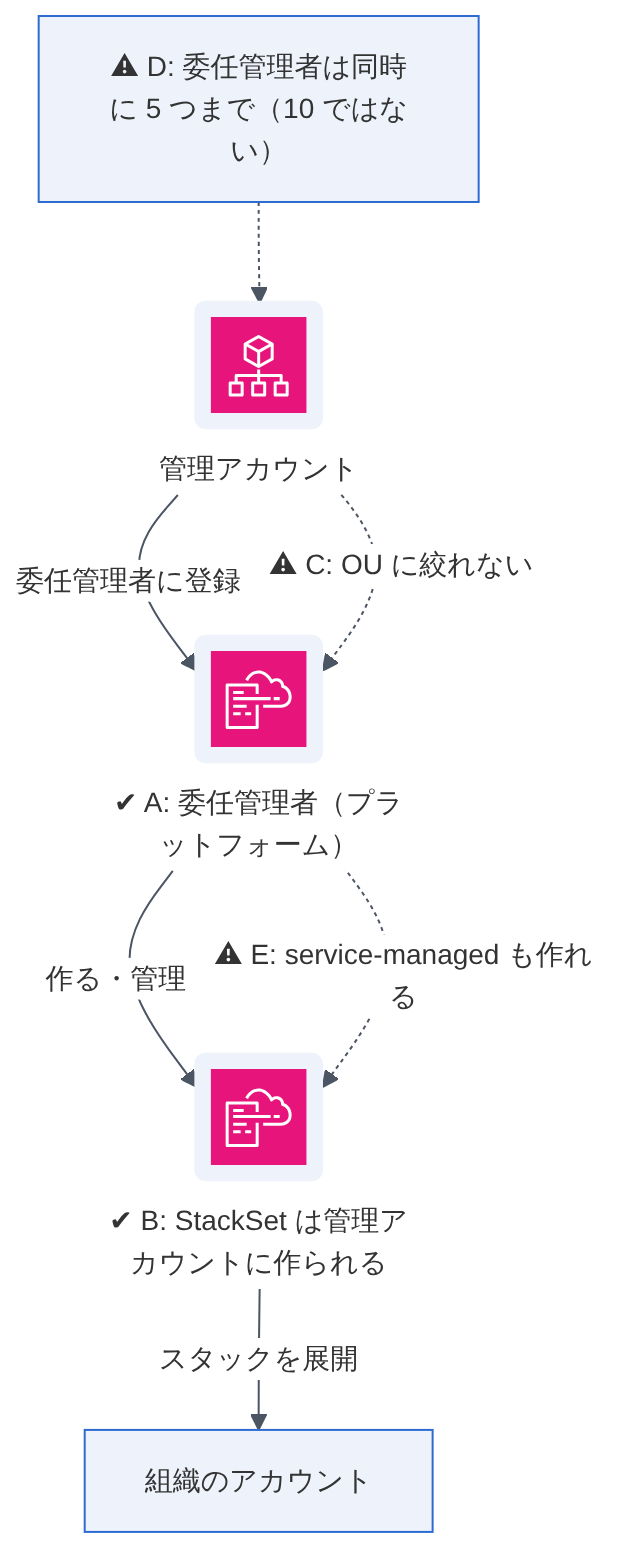 ⚠ D: 委任管理者は同時
に 5 つまで（10 ではな
い）
管理アカウント
委任管理者に登録
⚠ C: OU に絞れない
✔ A: 委任管理者（プラ
ットフォーム）
作る・管理
⚠ E: service-managed も作れ
る
✔ B: StackSet は管理ア
カウントに作られる
スタックを展開
組織のアカウント